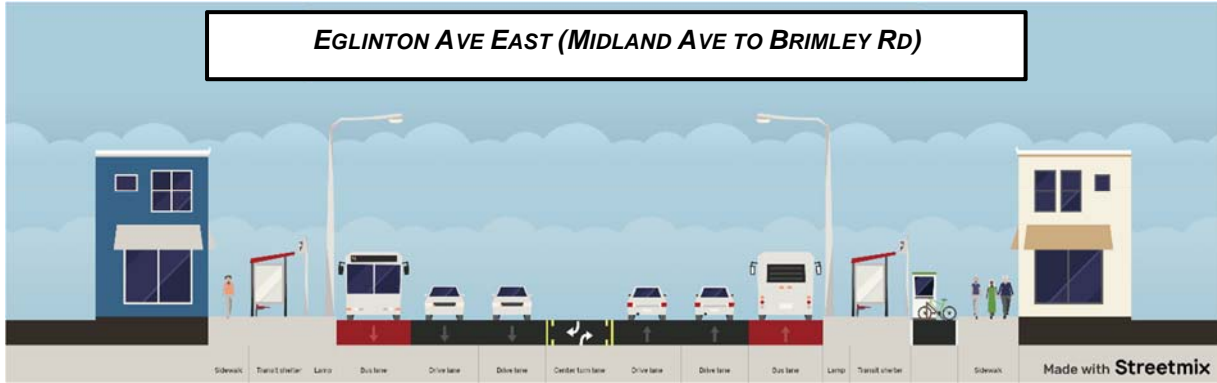 EGLINTON AVE EAST (MIDLAND AVE TO BRIMLEY RD)
Sidewalk Transit shelter Lamp Bus lane Drive lane Drive lane Center turn lane Drive lane Drive lane Bus lane Lamp Transit shelter Sidewalk
Made with Streetmix